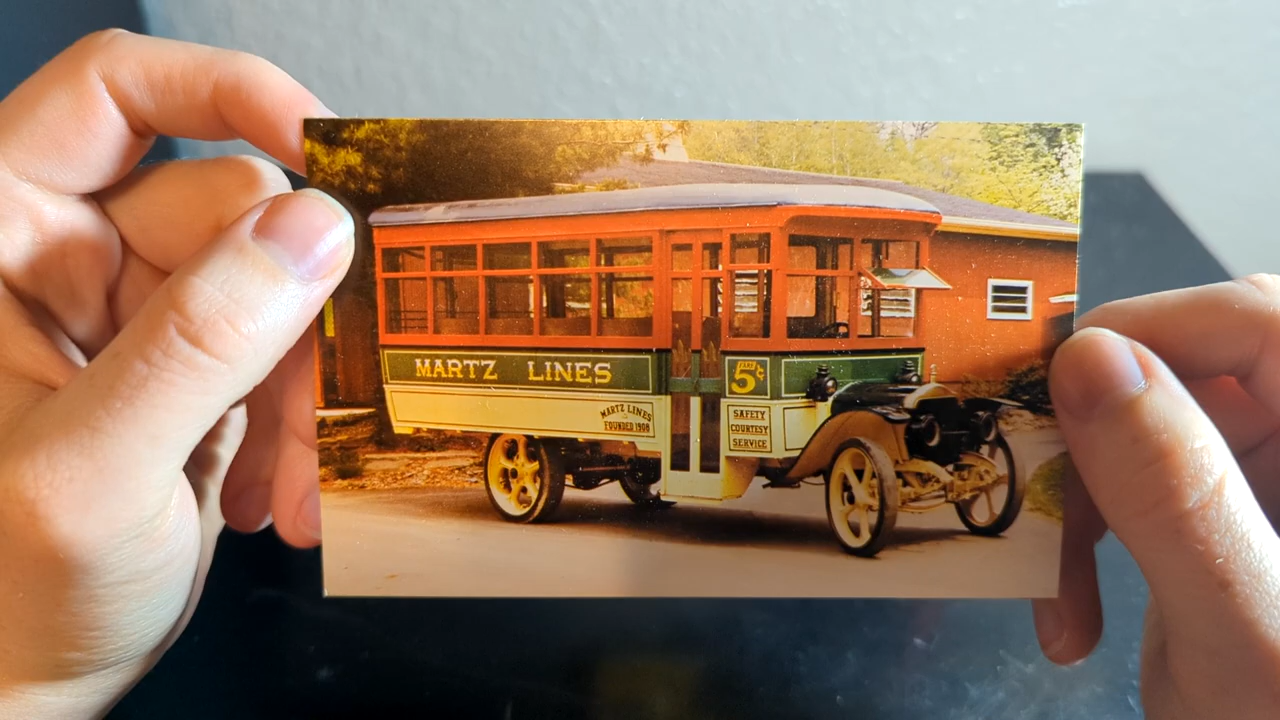 MARTZ LINES
FARE
5¢
MARTZ LINES
FOUNDED 1908
SAFETY
COURTESY
SERVICE